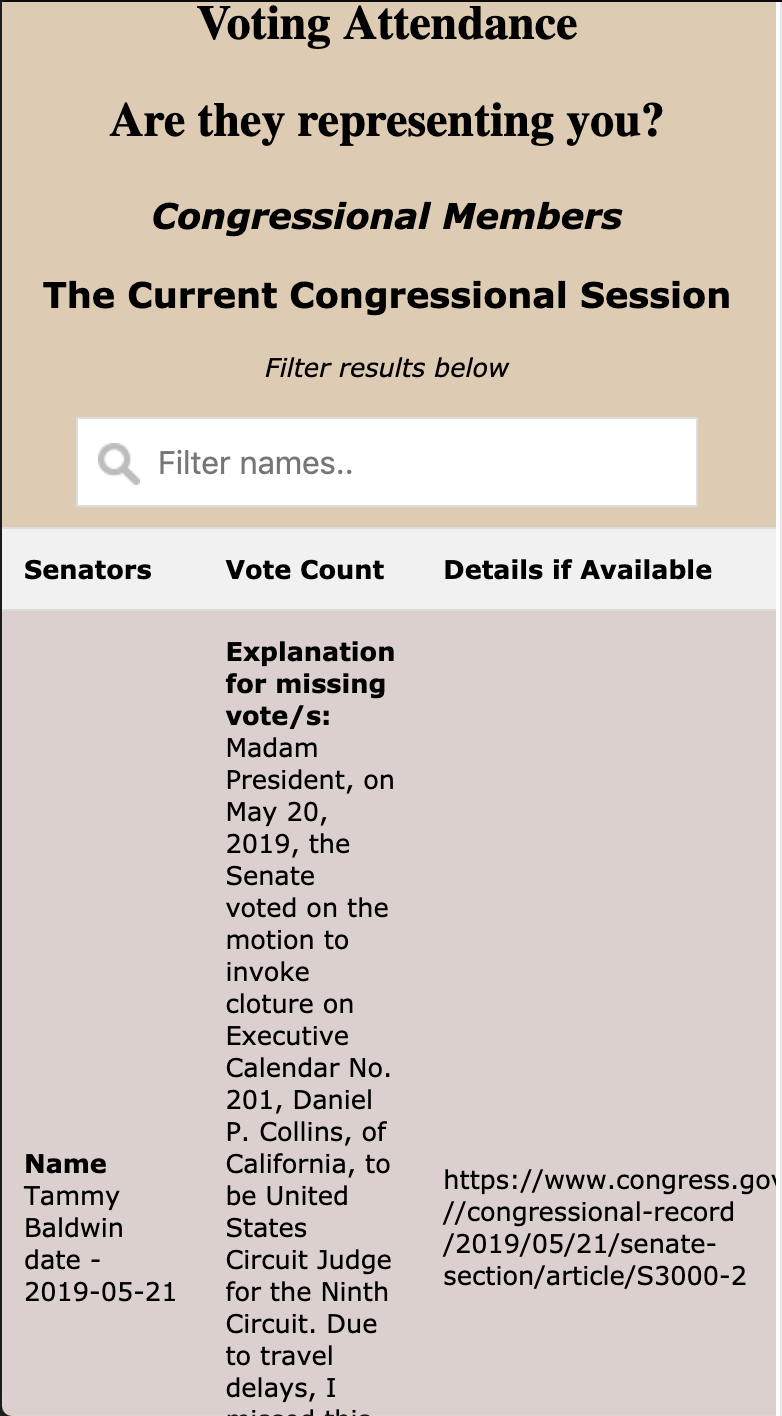 Voting Attendance
Are they representing you?
Congressional Members
The Current Congressional Session
Filter results below
Filter names..
Senators Vote Count Details if Available
Name
Tammy
Baldwin
date -
2019-05-21
Explanation
for missing
vote/s:
Madam
President, on
May 20,
2019, the
Senate
voted on the
motion to
invoke
cloture on
Executive
Calendar No.
201, Daniel
P. Collins, of
California, to
be United
States
Circuit Judge
for the Ninth
Circuit. Due
to travel
delays, I
missed this
https://www.congress.gov
//congressional-record
/2019/05/21/senate-
section/article/S3000-2